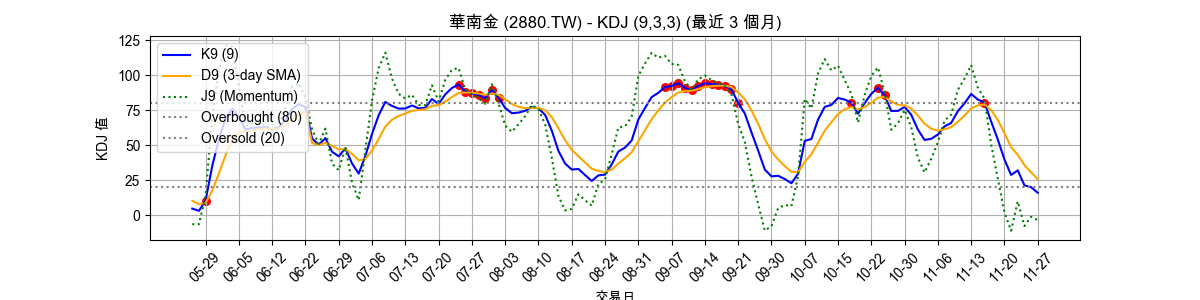 華南金 (2880.TW) - KDJ (9,3,3) (最近 3 個月)
KDJ 值
125
100
75
50
25
0
K9 (9)
D9 (3-day SMA)
J9 (Momentum)
Overbought (80)
Oversold (20)
05-29 06-05 06-12 06-22 06-29 07-06 07-13 07-20 07-27 08-03 08-10 08-17 08-24 08-31 09-07 09-14 09-21 09-30 10-07 10-15 10-22 10-30 11-06 11-13 11-20 11-27
交易日